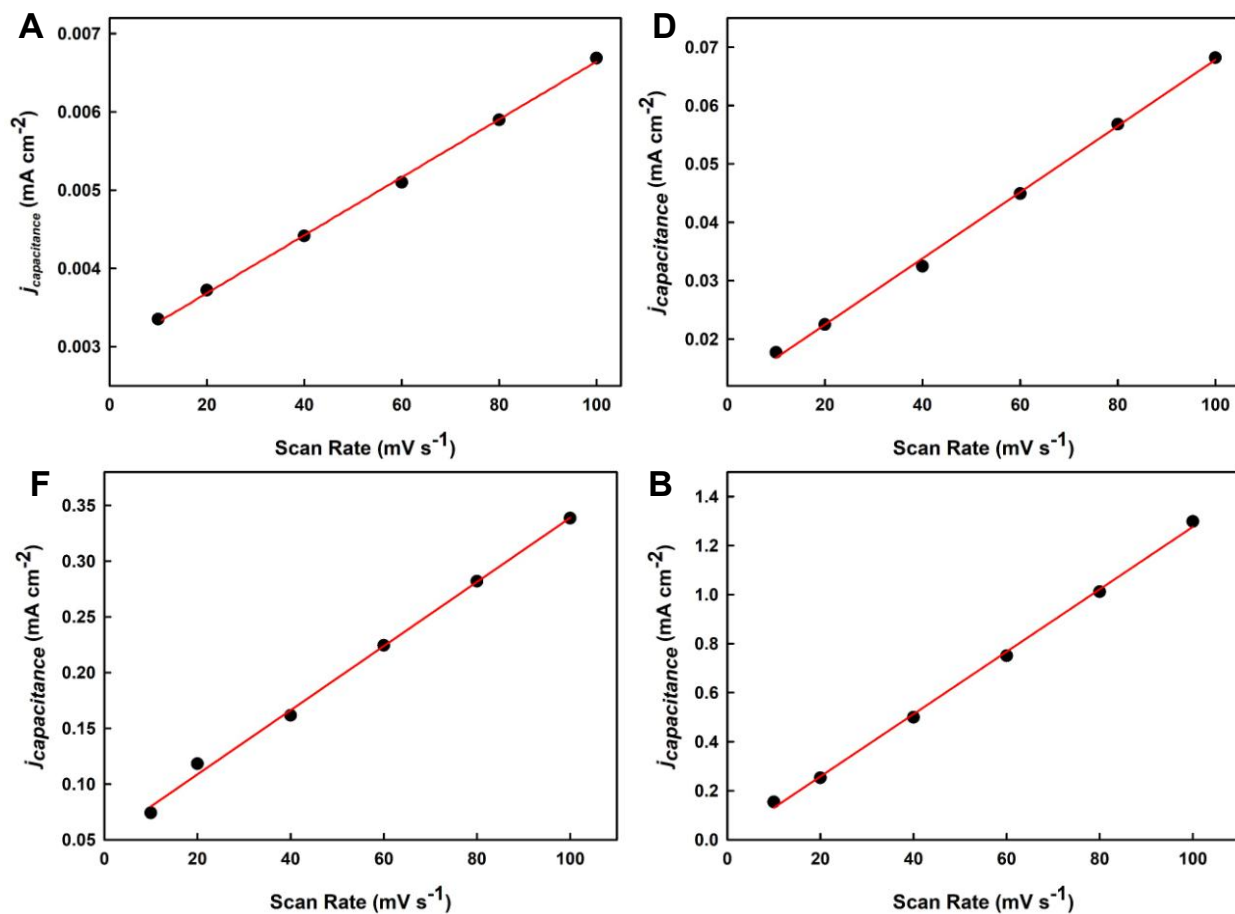 A
j capacitance (mA cm-2)
0.007
0.006
0.005
0.004
0.003
0 20 40 60 80 100
Scan Rate (mV s-1)
D
j capacitance (mA cm-2)
0.07
0.06
0.05
0.04
0.03
0.02
0 20 40 60 80 100
Scan Rate (mV s-1)
F
j capacitance (mA cm-2)
0.35
0.30
0.25
0.20
0.15
0.10
0.05
0 20 40 60 80 100
Scan Rate (mV s-1)
B
j capacitance (mA cm-2)
1.4
1.2
1.0
0.8
0.6
0.4
0.2
0.0
0 20 40 60 80 100
Scan Rate (mV s-1)